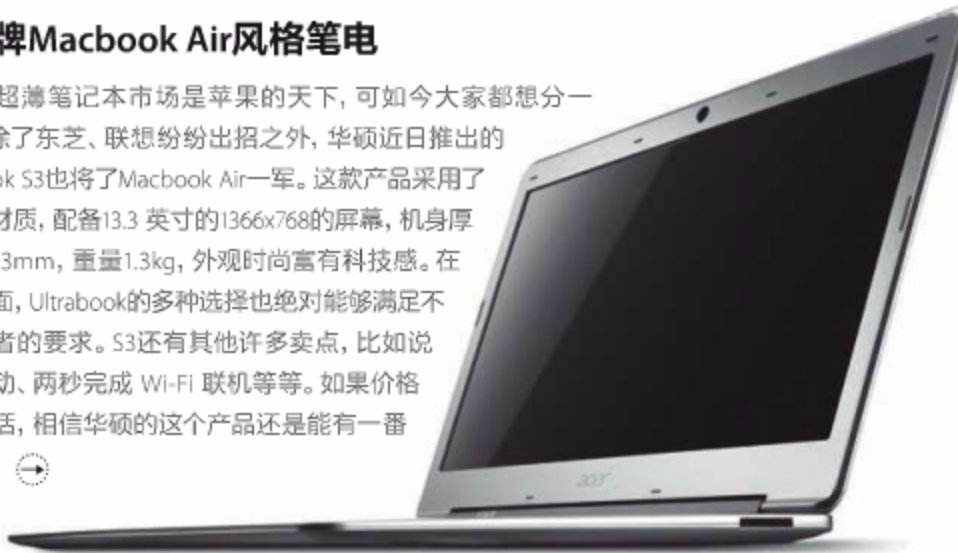 牌Macbook Air风格笔电
超薄笔记本市场是苹果的天下, 可如今大家都想分一
除了东芝、联想纷纷出招之外, 华硕近日推出的
ok S3也将了Macbook Air一军。这款产品采用了
材质, 配备13.3 英寸的1366x768的屏幕, 机身厚
3mm, 重量1.3kg, 外观时尚富有科技感。在
面, Ultrabook的多种选择也绝对能够满足不
者的要求。S3还有其他许多卖点, 比如说
动、两秒完成 Wi-Fi 联机等等。如果价格
话, 相信华硕的这个产品还是能有一番
acer